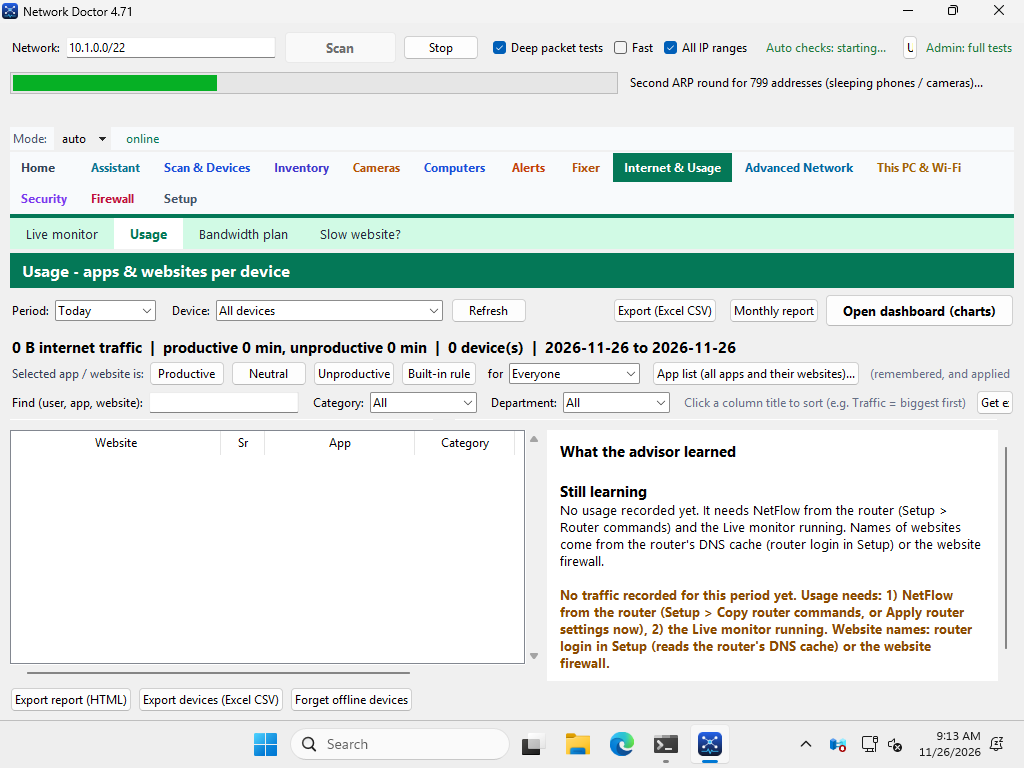 Network Doctor 4.71
Network: 10.1.0.0/22 Scan Stop Deep packet tests Fast All IP ranges Auto checks: starting... Admin: full tests
Second ARP round for 799 addresses (sleeping phones / cameras)...
Mode: auto online
Home Assistant Scan & Devices Inventory Cameras Computers Alerts Fixer Internet & Usage Advanced Network This PC & Wi-Fi
Security Firewall Setup
Live monitor Usage Bandwidth plan Slow website?
Usage - apps & websites per device
Period: Today Device: All devices Refresh Export (Excel CSV) Monthly report Open dashboard (charts)
0 B internet traffic | productive 0 min, unproductive 0 min | 0 device(s) | 2026-11-26 to 2026-11-26
Selected app / website is: Productive Neutral Unproductive Built-in rule for Everyone App list (all apps and their websites)... (remembered, and applied
Find (user, app, website): Category: All Department: All Click a column title to sort (e.g. Traffic = biggest first) Get
Website Sr App Category
What the advisor learned
Still learning
No usage recorded yet. It needs NetFlow from the router (Setup >
Router commands) and the Live monitor running. Names of websites
come from the router's DNS cache (router login in Setup) or the website
firewall.
No traffic recorded for this period yet. Usage needs: 1) NetFlow
from the router (Setup > Copy router commands, or Apply router
settings now), 2) the Live monitor running. Website names: router
login in Setup (reads the router's DNS cache) or the website
firewall.
Export report (HTML) Export devices (Excel CSV) Forget offline devices
Search
9:13 AM
11/26/2026